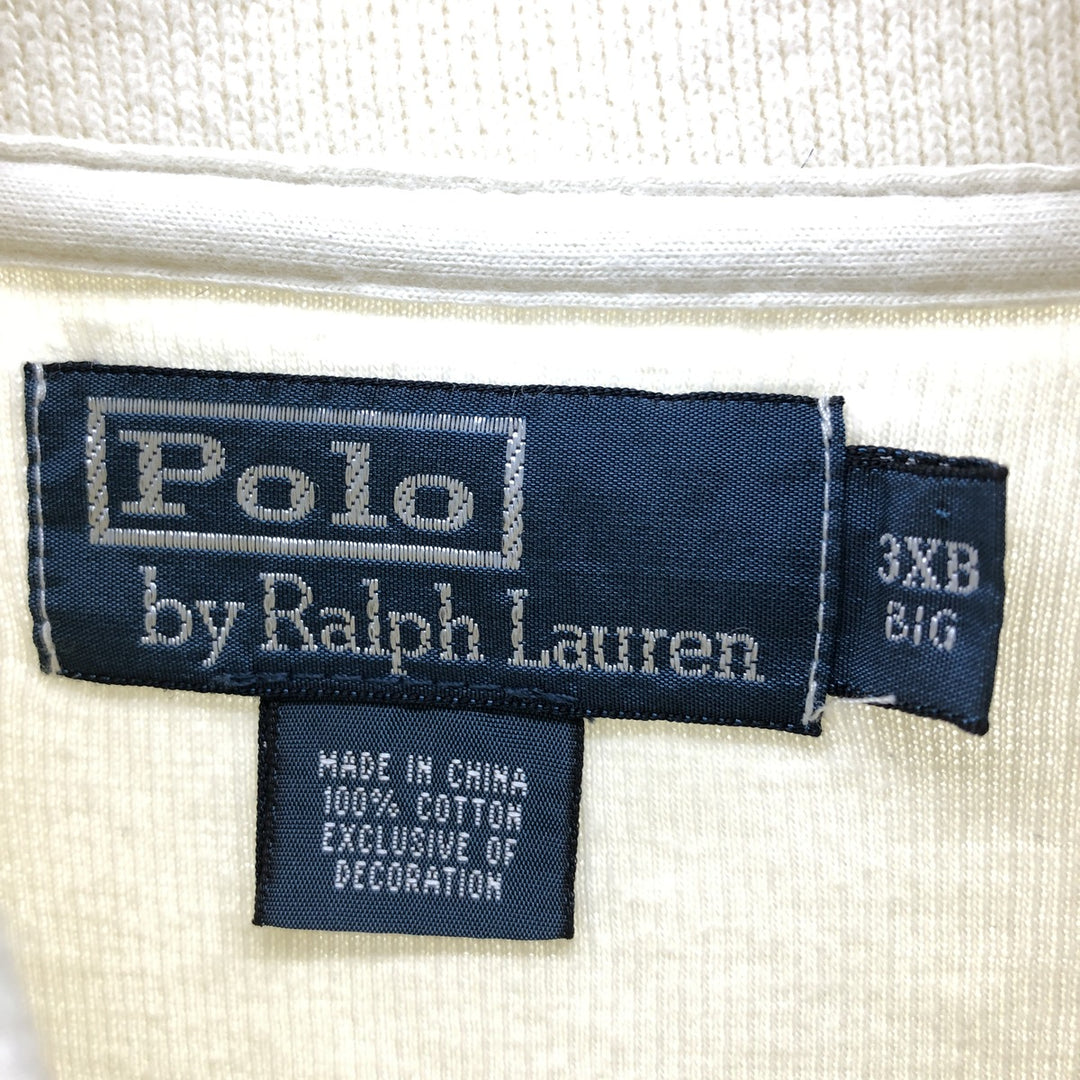 Polo
by Ralph Lauren
3XB
BIG
MADE IN CHINA
100% COTTON
EXCLUSIVE OF
DECORATION